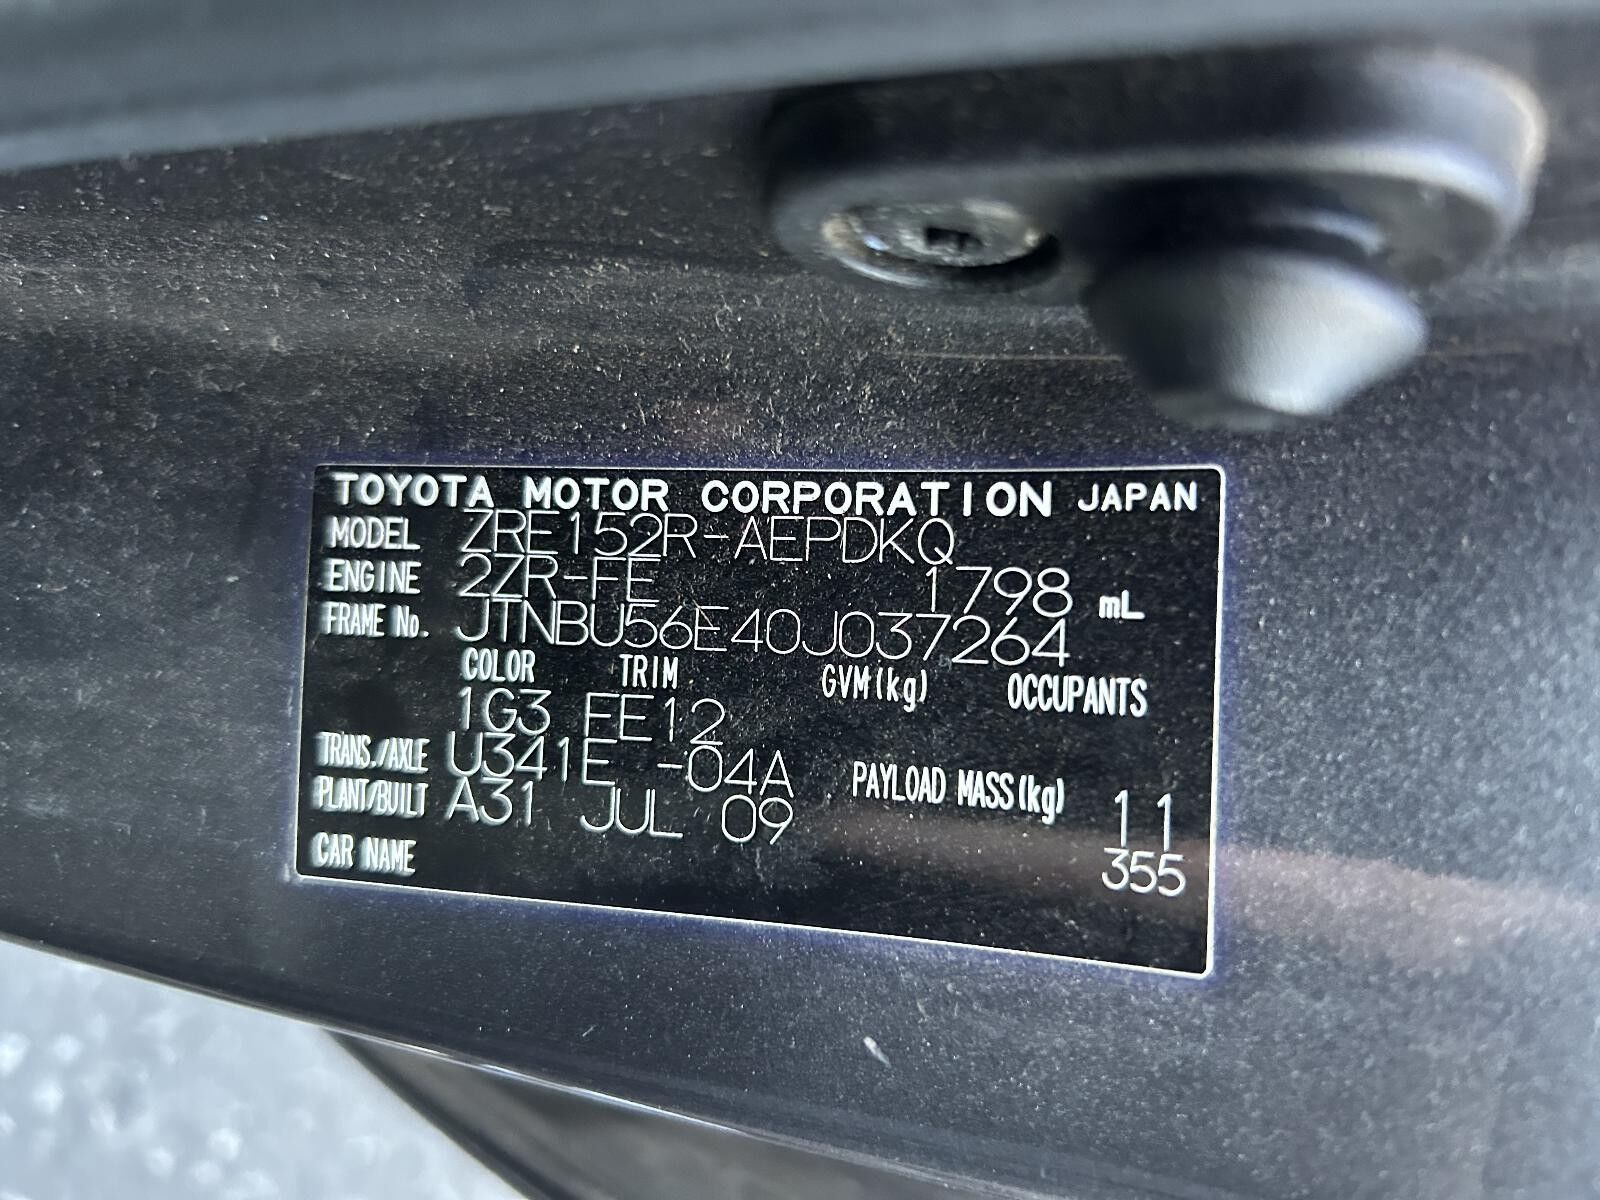 TOYOTA MOTOR CORPORATION JAPAN
MODEL ZRE152R-AEPDKQ
ENGINE 2ZR-FE 1798 mL
FRAME No. JTNBU56E40J037264
COLOR TRIM GVM(kg) OCCUPANTS
1G3 FE12
TRANS./AXLE U341E -04A PAYLOAD MASS(kg) 11
PLANT/BUILT A31 JUL 09 355
CAR NAME